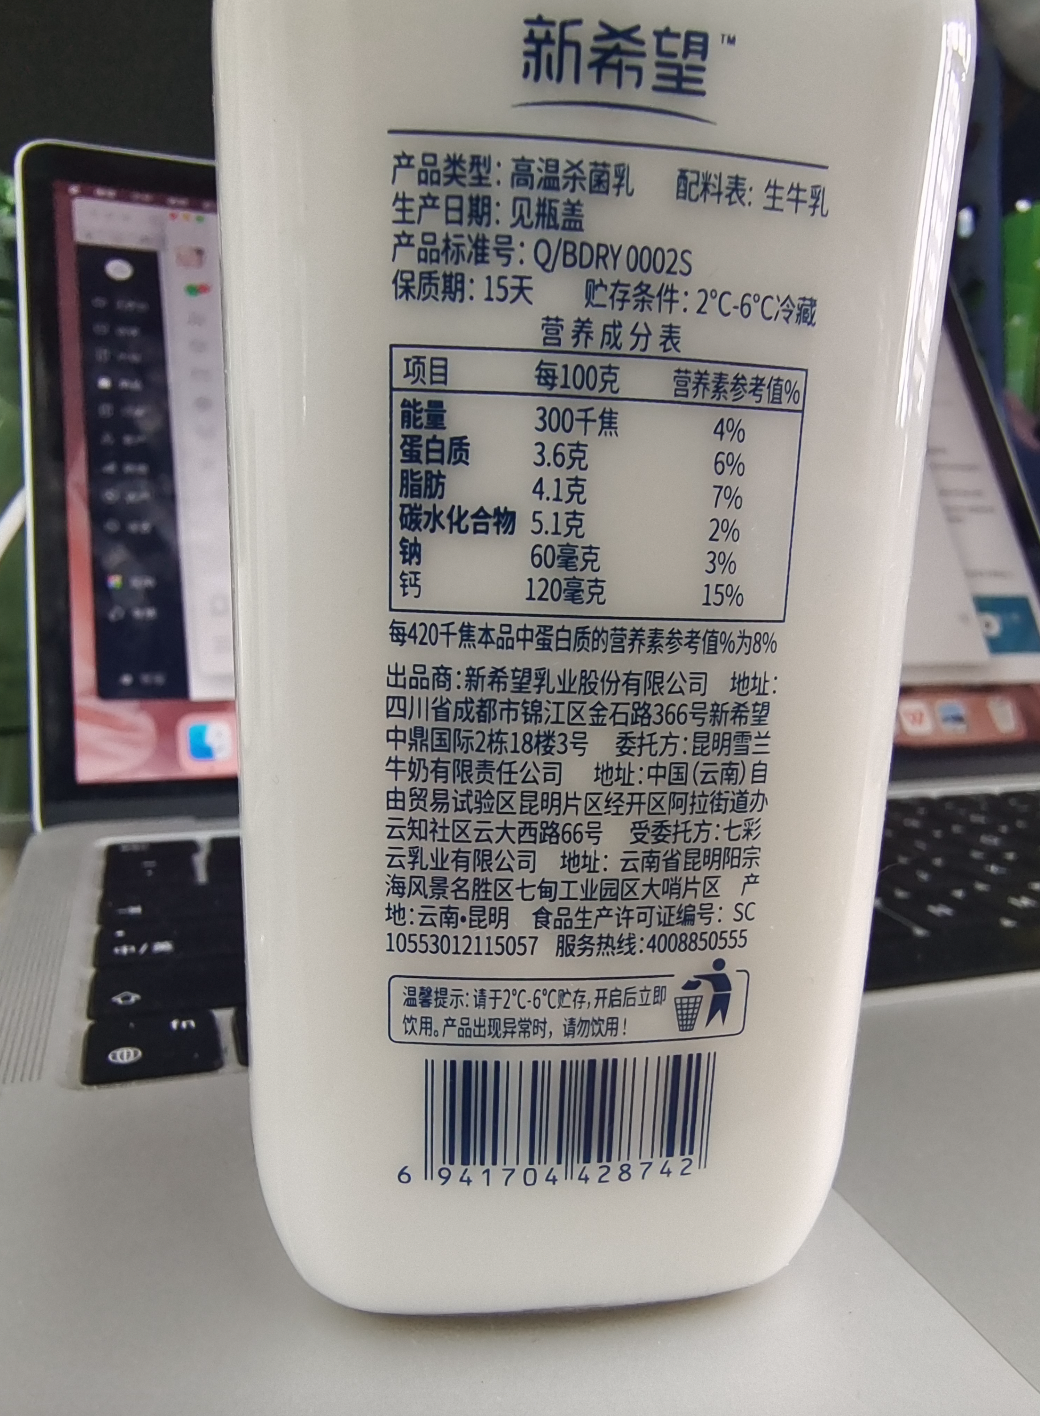 新希望™
产品类型：高温杀菌乳 配料表：生牛乳
生产日期：见瓶盖
产品标准号：Q/BDRY 0002S
保质期：15天 贮存条件：2°C-6°C冷藏
营养成分表
项目 每100克 营养素参考值%
能量 300千焦 4%
蛋白质 3.6克 6%
脂肪 4.1克 7%
碳水化合物 5.1克 2%
钠 60毫克 3%
钙 120毫克 15%
每420千焦本品中蛋白质的营养素参考值%为8%
出品商：新希望乳业股份有限公司 地址：
四川省成都市锦江区金石路366号新希望
中鼎国际2栋18楼3号 委托方：昆明雪兰
牛奶有限责任公司 地址：中国（云南）自
由贸易试验区昆明片区经开区阿拉街道办
云知社区云大西路66号 受委托方：七彩
云乳业有限公司 地址：云南省昆明阳宗
海风景名胜区七甸工业园区大哨片区 产
地：云南•昆明 食品生产许可证编号：SC
10553012115057 服务热线：4008850555
温馨提示：请于2°C-6°C贮存，开启后立即
饮用。产品出现异常时，请勿饮用！
6 941704 428742
中/英
fn